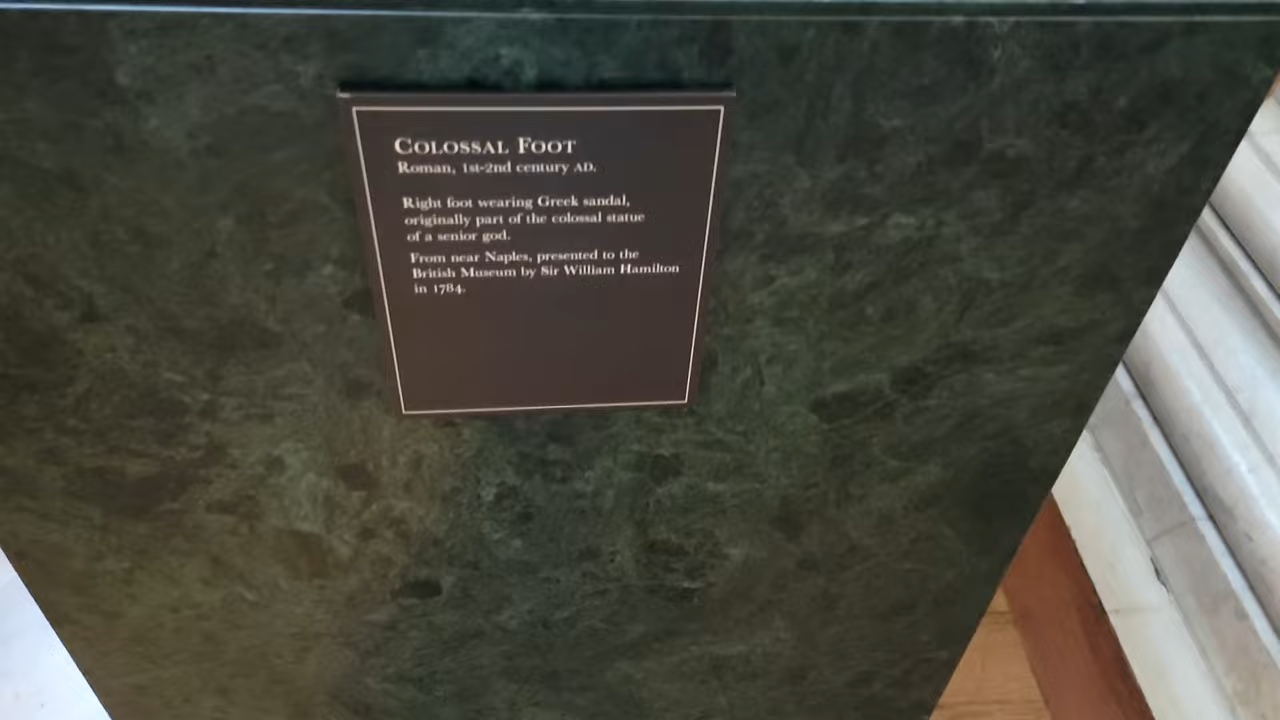 COLOSSAL FOOT
Roman, 1st-2nd century AD.
Right foot wearing Greek sandal,
originally part of the colossal statue
of a senior god.
From near Naples, presented to the
British Museum by Sir William Hamilton
in 1784.